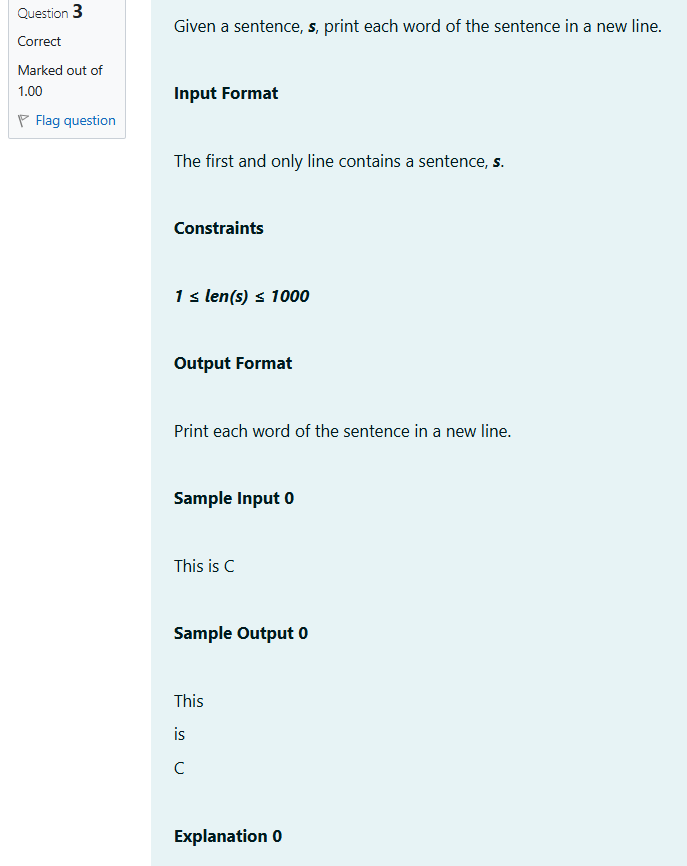 Question 3
Correct
Marked out of
1.00
Flag question
Given a sentence, s, print each word of the sentence in a new line.
Input Format
The first and only line contains a sentence, s.
Constraints
1 ≤ len(s) ≤ 1000
Output Format
Print each word of the sentence in a new line.
Sample Input 0
This is C
Sample Output 0
This
is
C
Explanation 0